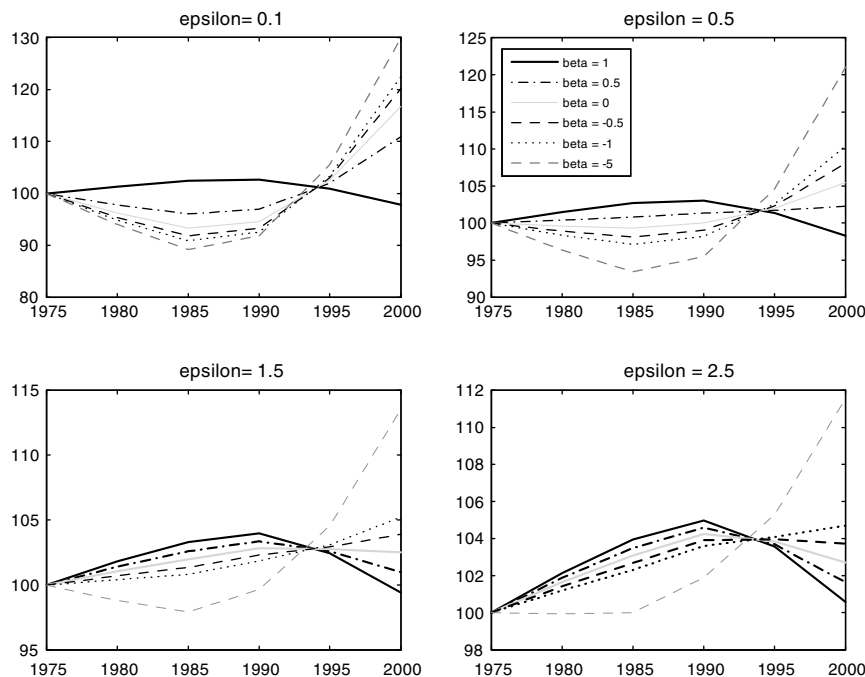 epsilon= 0.1
130
120
110
100
90
80
1975 1980 1985 1990 1995 2000
epsilon = 0.5
125
120
115
110
105
100
95
90
beta = 1
beta = 0.5
beta = 0
beta = -0.5
beta = -1
beta = -5
1975 1980 1985 1990 1995 2000
epsilon= 1.5
115
110
105
100
95
1975 1980 1985 1990 1995 2000
epsilon = 2.5
112
110
108
106
104
102
100
98
1975 1980 1985 1990 1995 2000